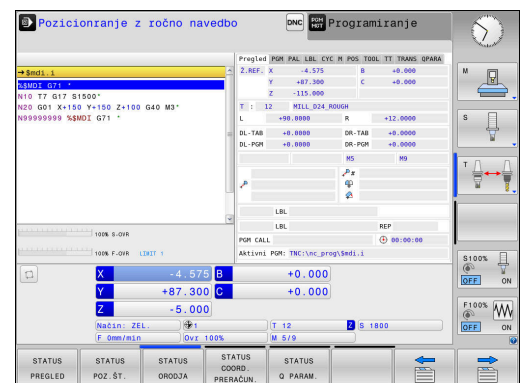 Pozicionranje z ročno navedbo
DNC
PGM MGT
Programiranje
→$mdi.i
%$MDI G71 *
N10 T7 G17 S1500*
N20 G01 X+150 Y+150 Z+100 G40 M3*
N99999999 %$MDI G71 *
100% S-OVR
100% F-OVR LIMIT 1
Pregled PGM PAL LBL CYC M POS TOOL TT TRANS QPARA
Ž.REF. X -4.575 B +0.000
Y +87.300 C +0.000
Z -115.000
T : 12 MILL_D24_ROUGH
L +90.0000 R +12.0000
DL-TAB +0.0000 DR-TAB +0.0000
DL-PGM +0.0000 DR-PGM +0.0000
M5 M9
P #
LBL
LBL REP
PGM CALL 00:00:00
Aktivni PGM: TNC:\nc_prog\$mdi.i
X -4.575 B +0.000
Y +87.300 C +0.000
Z -5.000
Način: ŽEL. 1 T 12 Z S 1800
F 0mm/min Ovr 100% M 5/9
STATUS PREGLED
STATUS POZ.ŠT.
STATUS ORODJA
STATUS COORD. PRERAČUN.
STATUS Q PARAM.
M
S
T
S100%
OFF ON
F100%
OFF ON